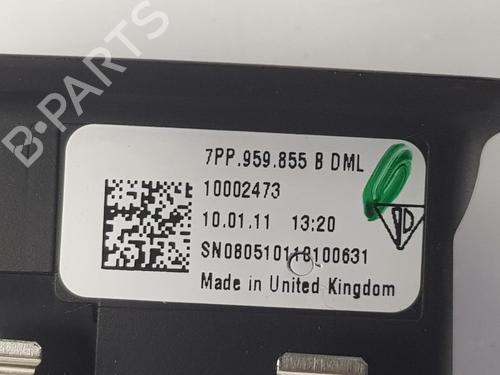 7PP.959.855 B DML
10002473
10.01.11 13:20
SN080510118100631
Made in United Kingdom
B-PARTS